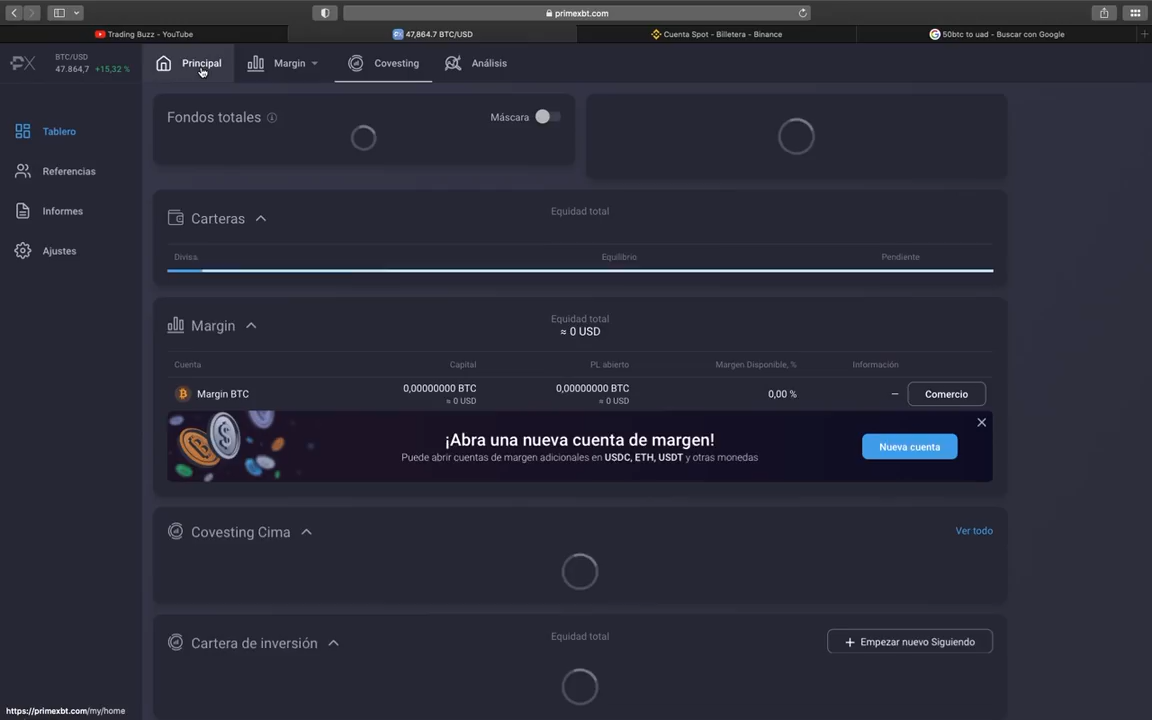 primexbt.com
Trading Buzz - YouTube
47,864.7 BTC/USD
Cuenta Spot - Billetera - Binance
50btc to uad - Buscar con Google
BTC/USD
47.864,7 +15,32 %
Principal
Margin
Covesting
Análisis
Tablero
Referencias
Informes
Ajustes
Fondos totales
Máscara
Carteras
Equidad total
Divisa
Equilibrio
Pendiente
Margin
Equidad total
≈ 0 USD
Cuenta
Capital
PL abierto
Margen Disponible, %
Información
Margin BTC
0,00000000 BTC
≈ 0 USD
0,00000000 BTC
≈ 0 USD
0,00 %
–
Comercio
¡Abra una nueva cuenta de margen!
Puede abrir cuentas de margen adicionales en USDC, ETH, USDT y otras monedas
Nueva cuenta
Covesting Cima
Ver todo
Cartera de inversión
Equidad total
+ Empezar nuevo Siguiendo
https://primexbt.com/my/home